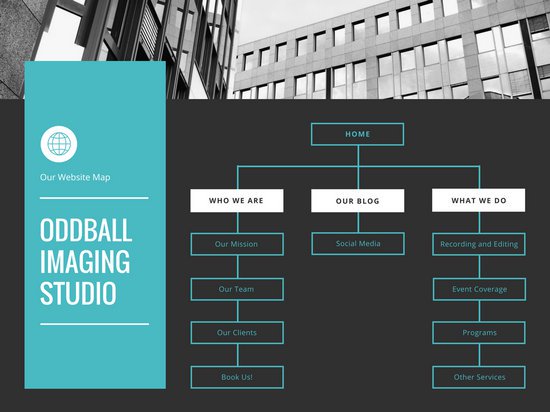 Our Website Map
ODDBALL
IMAGING
STUDIO
HOME
WHO WE ARE
Our Mission
Our Team
Our Clients
Book Us!
OUR BLOG
Social Media
WHAT WE DO
Recording and Editing
Event Coverage
Programs
Other Services